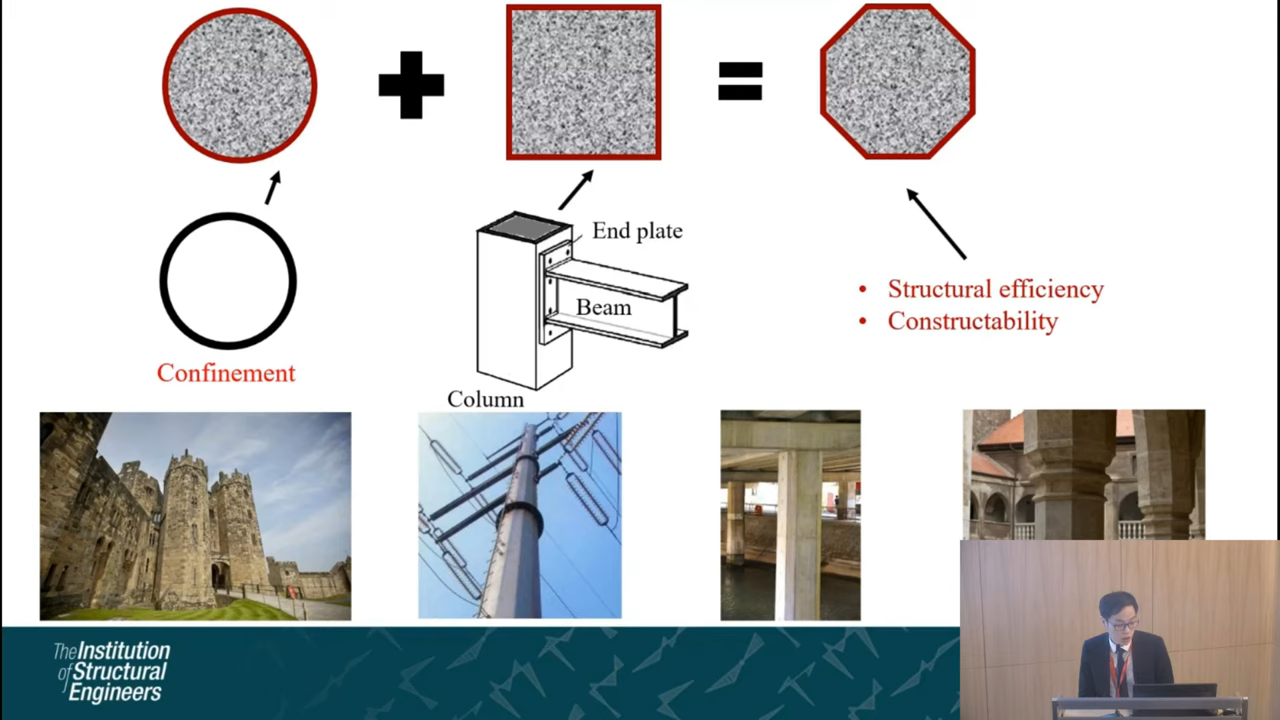 End plate
Beam
Column
Confinement
• Structural efficiency
• Constructability
The Institution
of Structural
Engineers